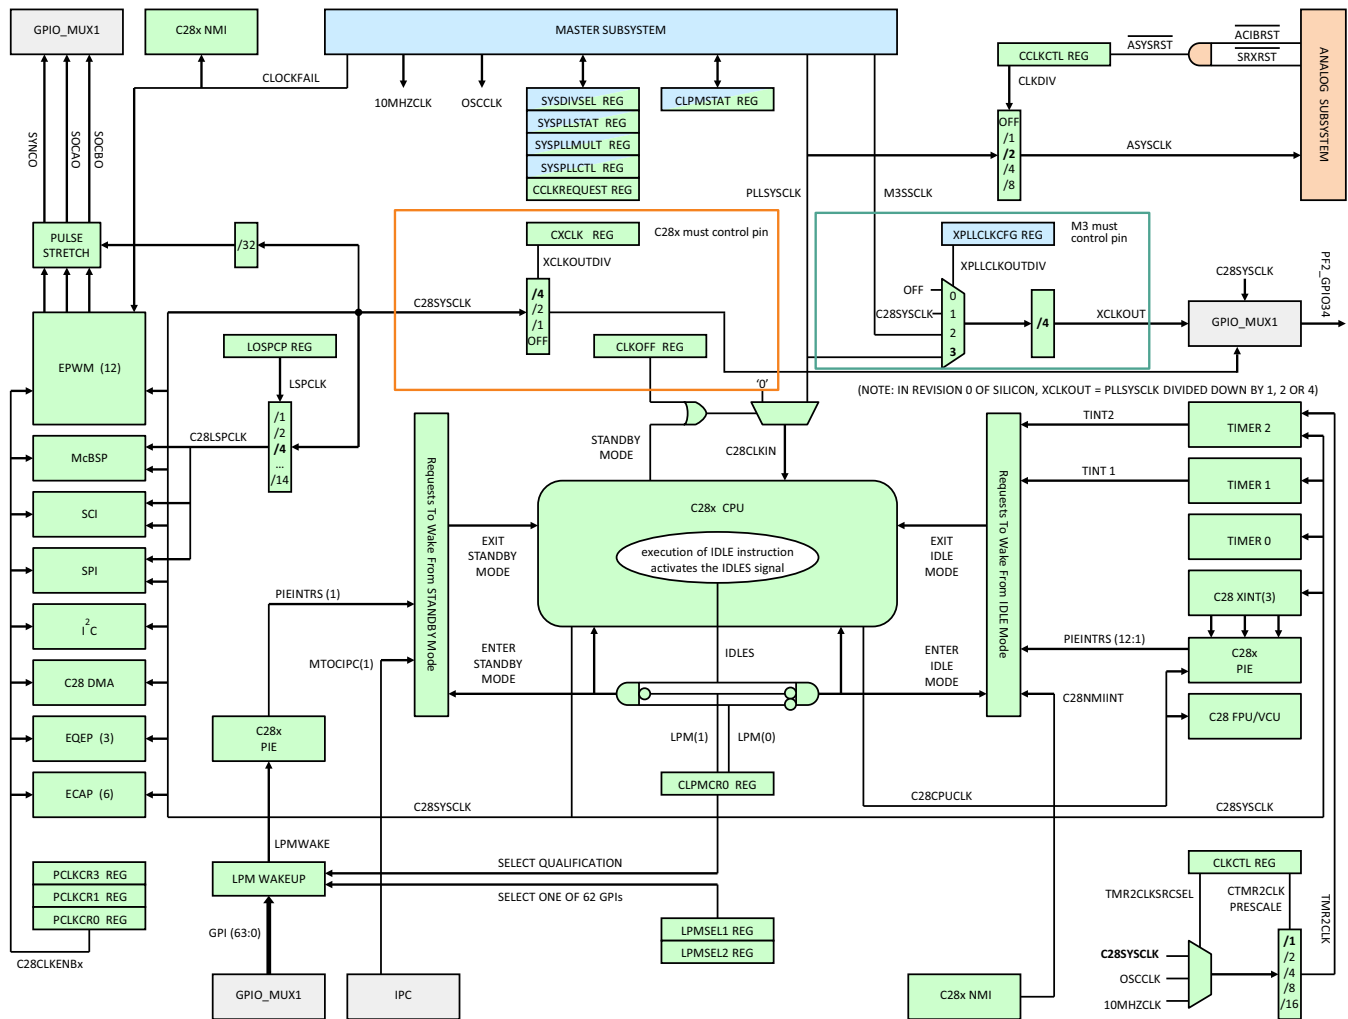 GPIO_MUX1
C28x NMI
MASTER SUBSYSTEM
ACIBRST
ASYSRST
SRXRST
CCLKCTL REG
ANALOG SUBSYSTEM
CLOCKFAIL
CLKDIV
10MHZCLK
OSCCLK
SYSDIVSEL REG
CLPMSTAT REG
SYSPLLSTAT REG
SYSPLLMULT REG
SYSPLLCTL REG
CCLKREQUEST REG
OFF
/1
/2
/4
/8
ASYSCLK
SYNCO
SOCAO
SOCBO
PLLSYSCLK
M3SSCLK
PULSE
STRETCH
/32
CXCLK REG
C28x must control pin
XPLLCLKCFG REG
M3 must
control pin
XCLKOUTDIV
XPLLCLKOUTDIV
C28SYSCLK
PF2_GPIO34
C28SYSCLK
/4
/2
/1
OFF
OFF
C28SYSCLK
0
1
2
3
/4
XCLKOUT
GPIO_MUX1
EPWM (12)
LOSPCP REG
CLKOFF REG
LSPCLK
'0'
(NOTE: IN REVISION 0 OF SILICON, XCLKOUT = PLLSYSCLK DIVIDED DOWN BY 1, 2 OR 4)
/1
/2
/4
...
/14
C28LSPCLK
STANDBY
MODE
C28CLKIN
TINT2
TIMER 2
McBSP
Requests To Wake From STANDBY Mode
Requests To Wake From IDLE Mode
TINT 1
TIMER 1
SCI
C28x CPU
EXIT
STANDBY
MODE
execution of IDLE instruction
activates the IDLES signal
EXIT
IDLE
MODE
TIMER 0
SPI
PIEINTRS (1)
C28 XINT(3)
I2C
MTOCIPC(1)
ENTER
STANDBY
MODE
IDLES
ENTER
IDLE
MODE
PIEINTRS (12:1)
C28x
PIE
C28 DMA
C28NMIINT
C28x
PIE
C28 FPU/VCU
EQEP (3)
LPM(1)
LPM(0)
ECAP (6)
CLPMCR0 REG
C28SYSCLK
C28CPUCLK
C28SYSCLK
LPMWAKE
PCLKCR3 REG
PCLKCR1 REG
PCLKCR0 REG
LPM WAKEUP
SELECT QUALIFICATION
SELECT ONE OF 62 GPIs
CLKCTL REG
TMR2CLKSRCSEL
CTMR2CLK
PRESCALE
TMR2CLK
GPI (63:0)
LPMSEL1 REG
LPMSEL2 REG
C28CLKENBx
C28SYSCLK
OSCCLK
10MHZCLK
/1
/2
/4
/8
/16
GPIO_MUX1
IPC
C28x NMI